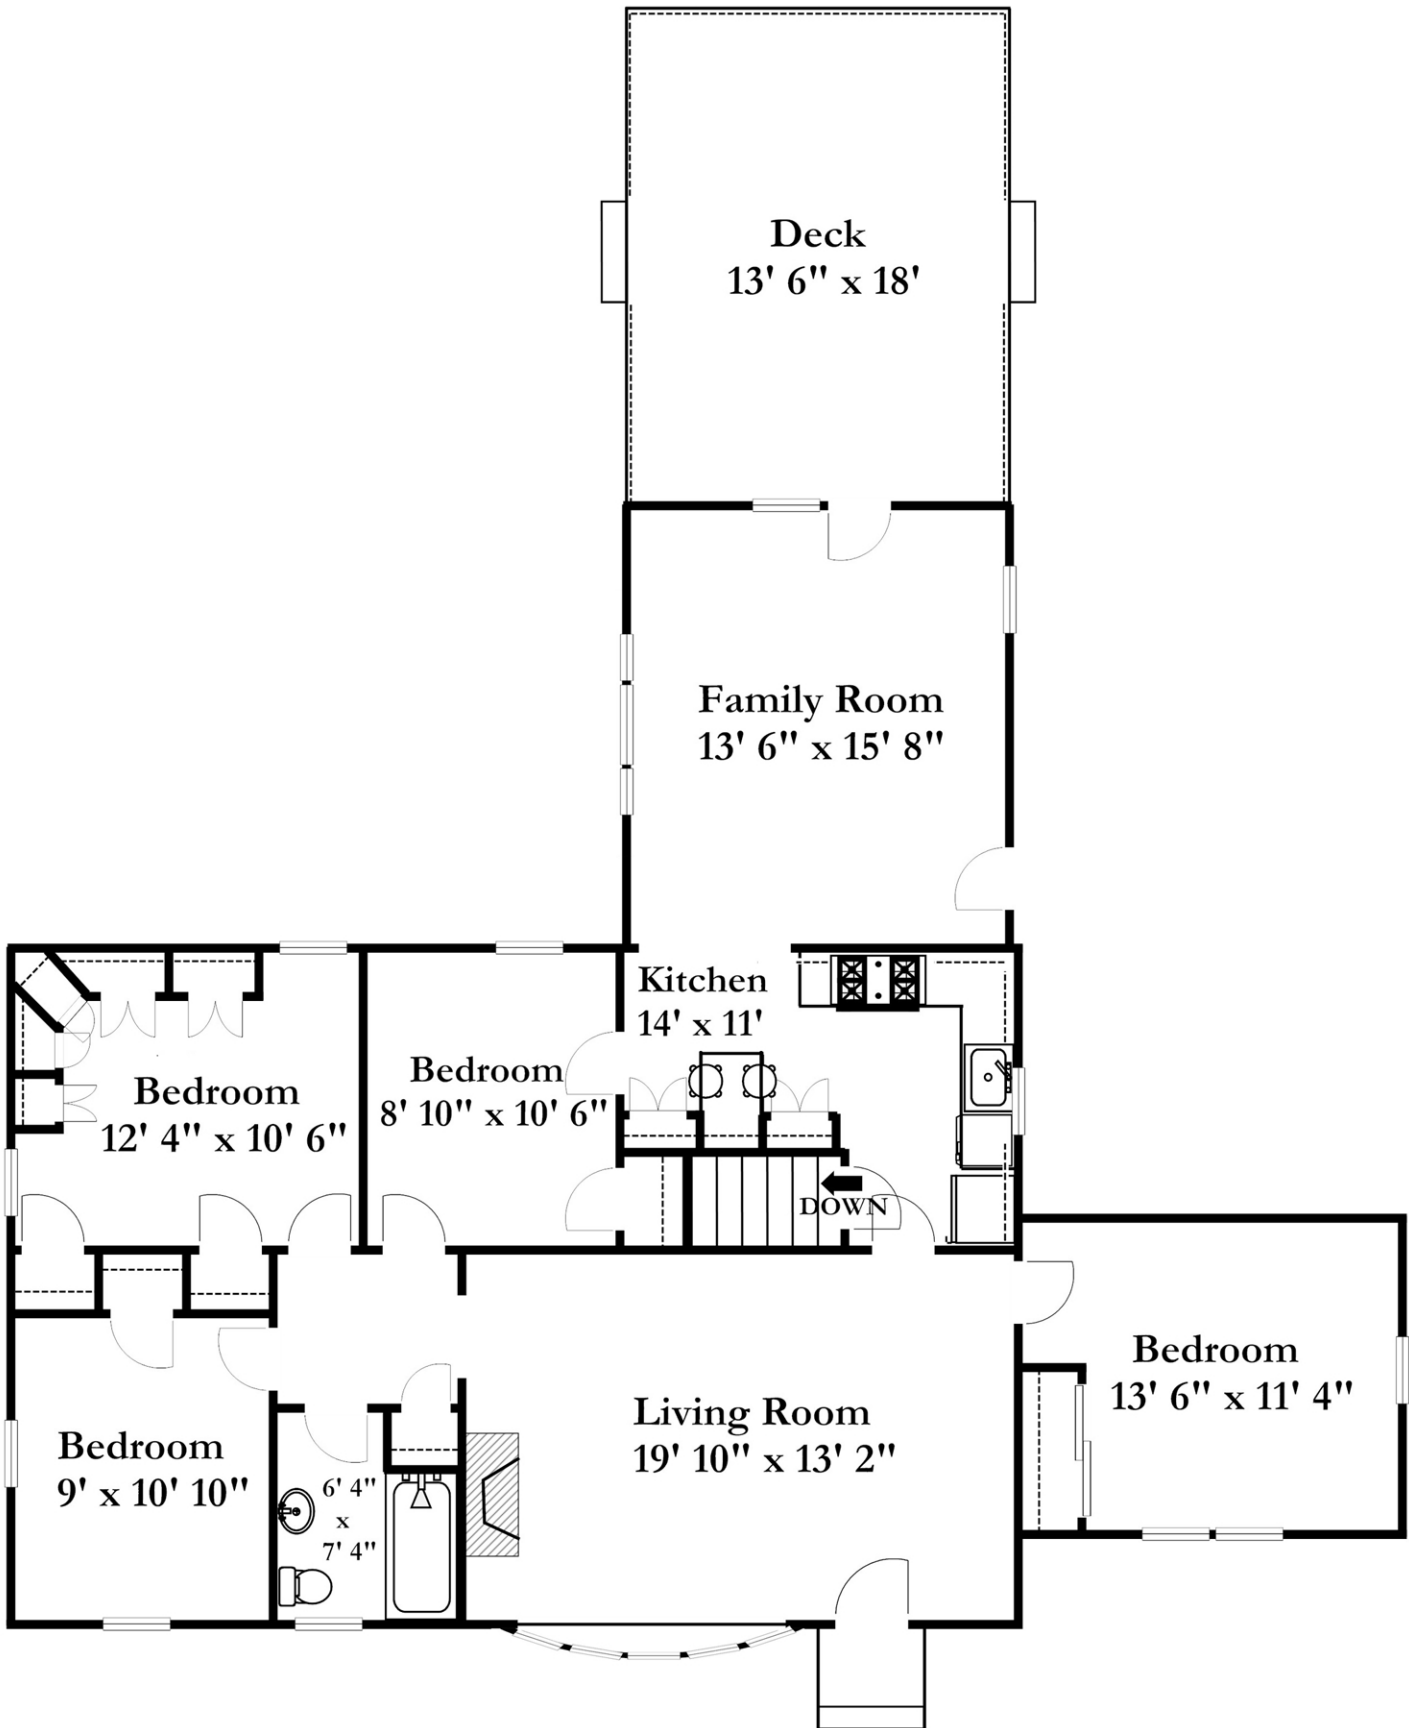 Deck
13' 6" x 18'
Family Room
13' 6" x 15' 8"
Kitchen
14' x 11'
Bedroom
8' 10" x 10' 6"
Bedroom
12' 4" x 10' 6"
DOWN
Bedroom
13' 6" x 11' 4"
Living Room
19' 10" x 13' 2"
Bedroom
9' x 10' 10"
6' 4"
x
7' 4"